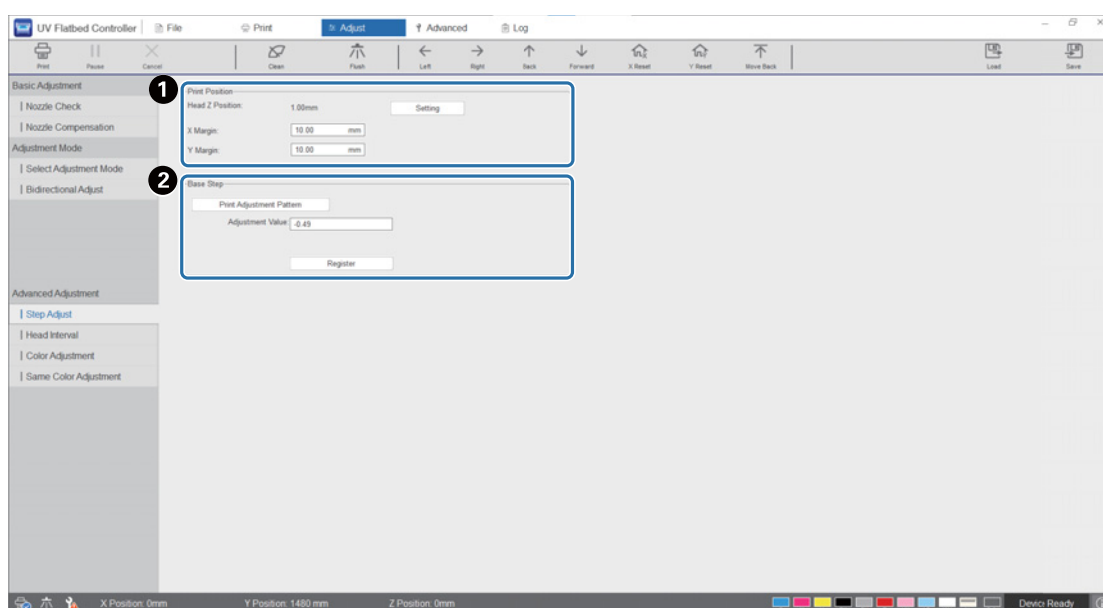 UV Flatbed Controller File Print Adjust Advanced Log
Print Pause Cancel Clean Flush Left Right Back Forward X Reset Y Reset Move Back Load Save
Basic Adjustment
Nozzle Check
Nozzle Compensation
Adjustment Mode
Select Adjustment Mode
Bidirectional Adjust
Advanced Adjustment
Step Adjust
Head Interval
Color Adjustment
Same Color Adjustment
1
Print Position
Head Z Position: 1.00mm Setting
X Margin: 10.00 mm
Y Margin: 10.00 mm
2
Base Step
Print Adjustment Pattern
Adjustment Value: -0.49
Register
X Position: 0mm Y Position: 1480 mm Z Position: 0mm Devici Ready